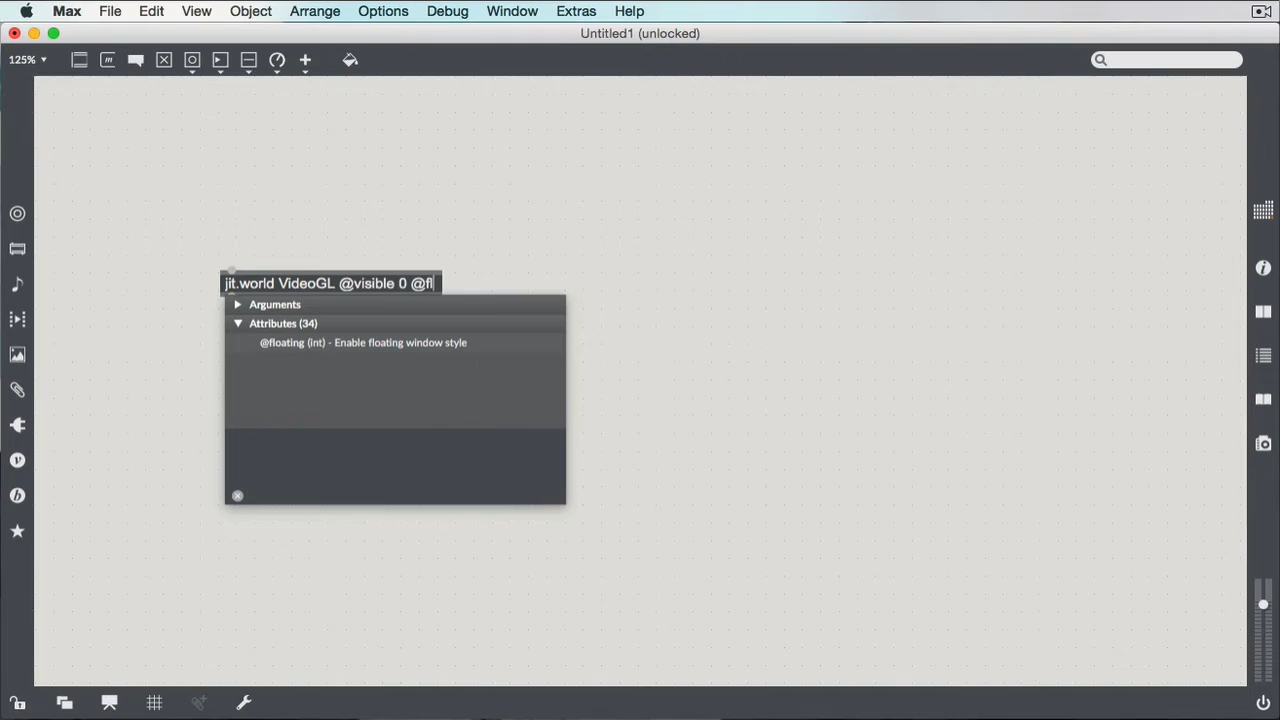 Max File Edit View Object Arrange Options Debug Window Extras Help
Untitled1 (unlocked)
125%
jit.world VideoGL @visible 0 @fl
Arguments
Attributes (34)
@floating (int) - Enable floating window style